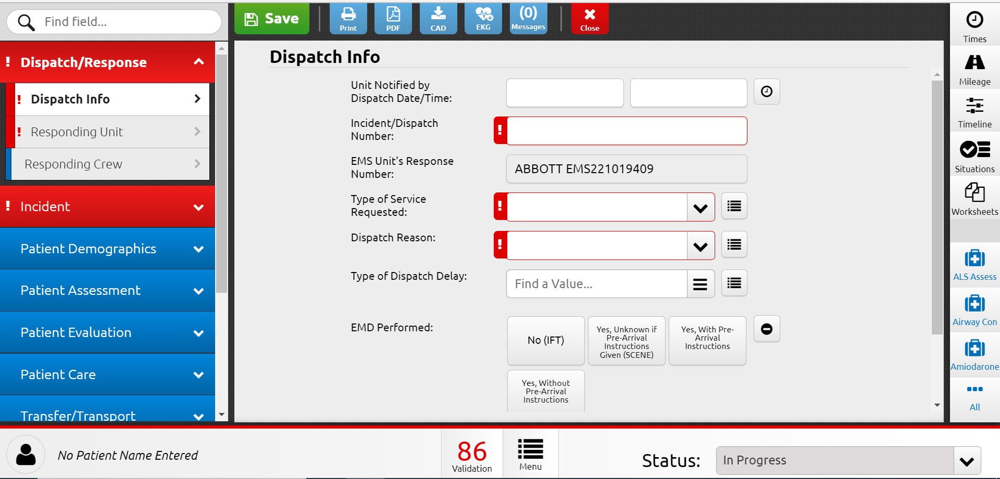 Find field...
Save
Print
PDF
CAD
EKG
(0)
Messages
Close
Times
Mileage
Timeline
Situations
Worksheets
ALS Assess
Airway Con
Amiodarone
All
! Dispatch/Response
! Dispatch Info
! Responding Unit
Responding Crew
! Incident
Patient Demographics
Patient Assessment
Patient Evaluation
Patient Care
Transfer/Transport
Dispatch Info
Unit Notified by
Dispatch Date/Time:
Incident/Dispatch
Number:
!
EMS Unit's Response
Number:
ABBOTT EMS221019409
Type of Service
Requested:
!
Dispatch Reason:
!
Type of Dispatch Delay:
Find a Value...
EMD Performed:
No (IFT)
Yes, Unknown if
Pre-Arrival
Instructions
Given (SCENE)
Yes, With Pre-
Arrival
Instructions
Yes, Without
Pre-Arrival
Instructions
No Patient Name Entered
86
Validation
Menu
Status:
In Progress